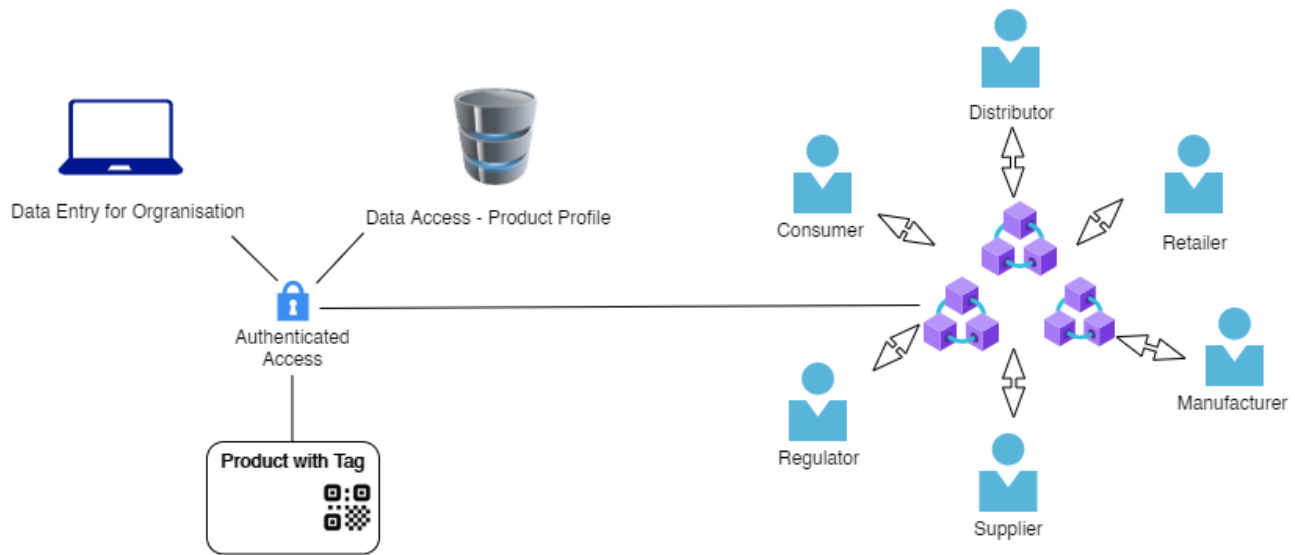 Distributor
Data Entry for Orgranisation
Data Access - Product Profile
Consumer
Retailer
Authenticated
Access
Manufacturer
Regulator
Product with Tag
Supplier